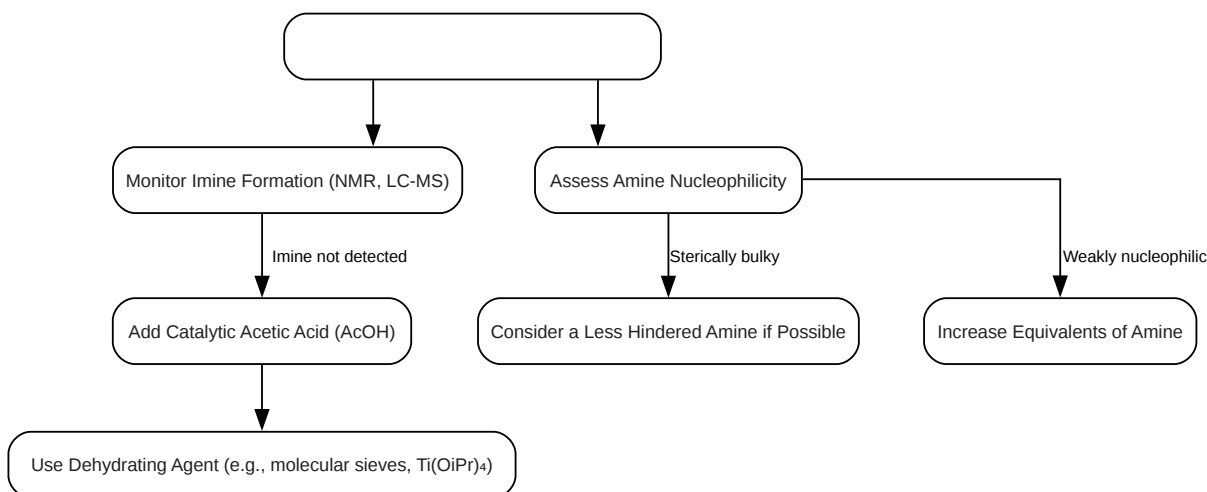 Monitor Imine Formation (NMR, LC-MS)
Assess Amine Nucleophilicity
Imine not detected
Sterically bulky
Weakly nucleophilic
Add Catalytic Acetic Acid (AcOH)
Consider a Less Hindered Amine if Possible
Increase Equivalents of Amine
Use Dehydrating Agent (e.g., molecular sieves, Ti(OiPr)₄)